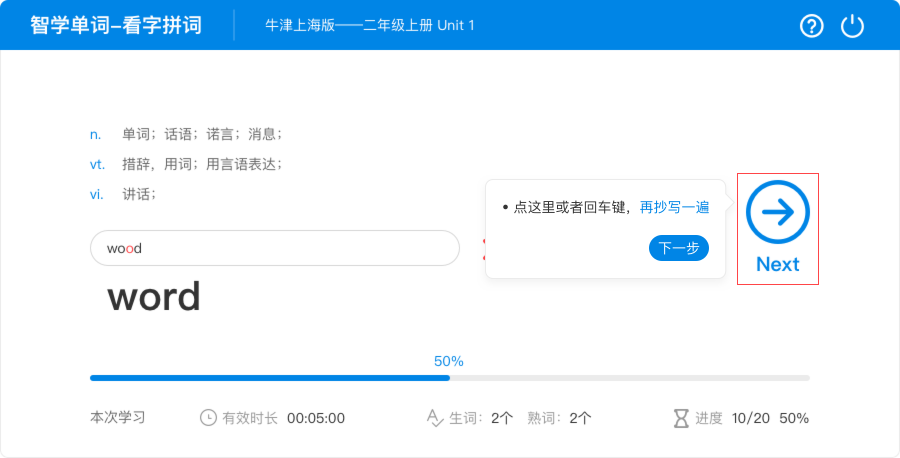 智学单词-看字拼词
牛津上海版——二年级上册 Unit 1
n. 单词；话语；诺言；消息；
vt. 措辞，用词；用言语表达；
vi. 讲话；
• 点这里或者回车键，再抄写一遍
下一步
Next
wood
word
50%
本次学习 有效时长 00:05:00 生词：2个 熟词：2个 进度 10/20 50%